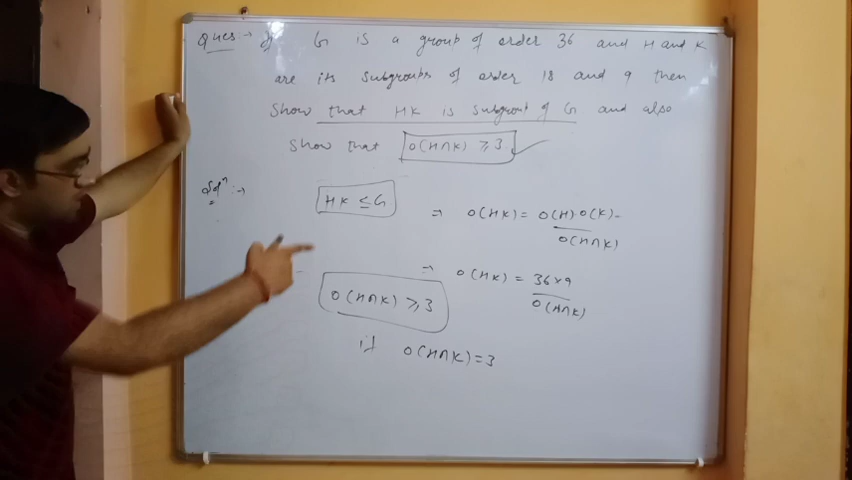 Ques → If G is a group of order 36 and H and K
are its subgroups of order 18 and 9 then
Show that HK is subgroup of G and also
Show that O(H∩K) ≥ 3
Solⁿ :→
HK ≤ G ⇒ O(HK) = O(H)·O(K) / O(H∩K)
⇒ O(HK) = 36×9 / O(H∩K)
O(H∩K) ≥ 3
if O(H∩K) = 3